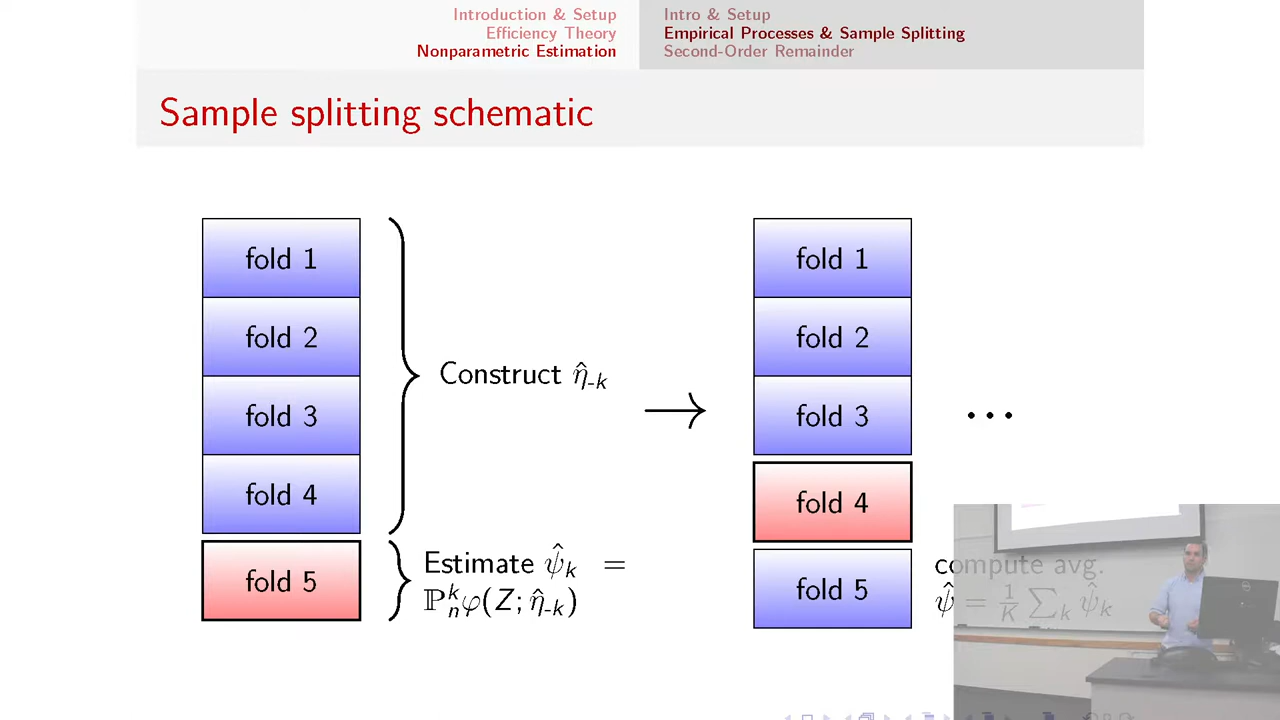 Introduction & Setup
Efficiency Theory
Nonparametric Estimation
Intro & Setup
Empirical Processes & Sample Splitting
Second-Order Remainder
Sample splitting schematic
fold 1
fold 2
fold 3
fold 4
fold 5
Construct η̂₋ₖ
Estimate ψ̂ₖ =
ℙₙᵏφ(Z; η̂₋ₖ)
→
fold 1
fold 2
fold 3
fold 4
fold 5
...
compute avg.
ψ̂ = 1/K ∑ₖ ψ̂ₖ